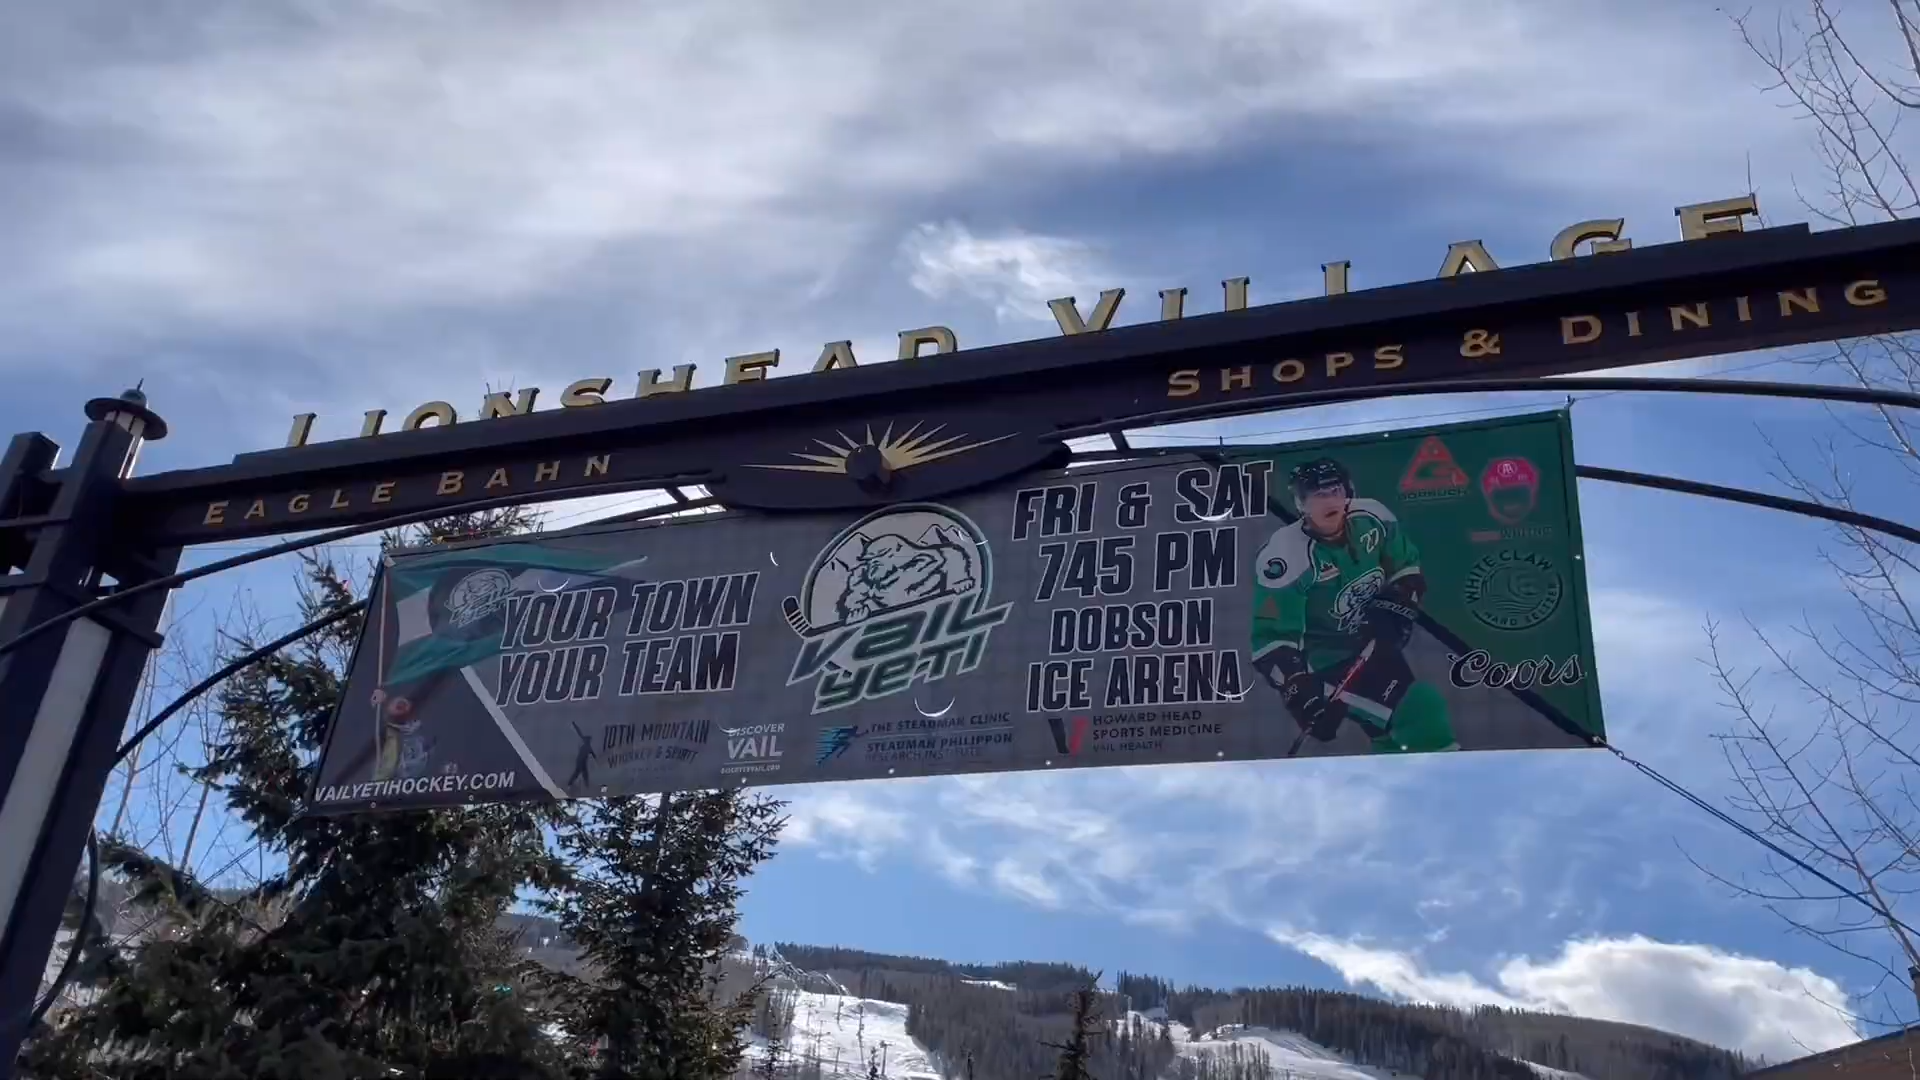 LIONSHEAD VILLAGE
EAGLE BAHN
SHOPS & DINING
YOUR TOWN
YOUR TEAM
VAIL
YETI
FRI & SAT
745 PM
DOBSON
ICE ARENA
27
GORSUCH
WHITE CLAW
HARD SELTZER
Coors
10TH MOUNTAIN
WHISKEY & SPIRIT
DISCOVER
VAIL
DISCOVERVAIL.COM
THE STEADMAN CLINIC
STEADMAN PHILIPPON
RESEARCH INSTITUTE
HOWARD HEAD
SPORTS MEDICINE
VAIL HEALTH
VAILYETIHOCKEY.COM